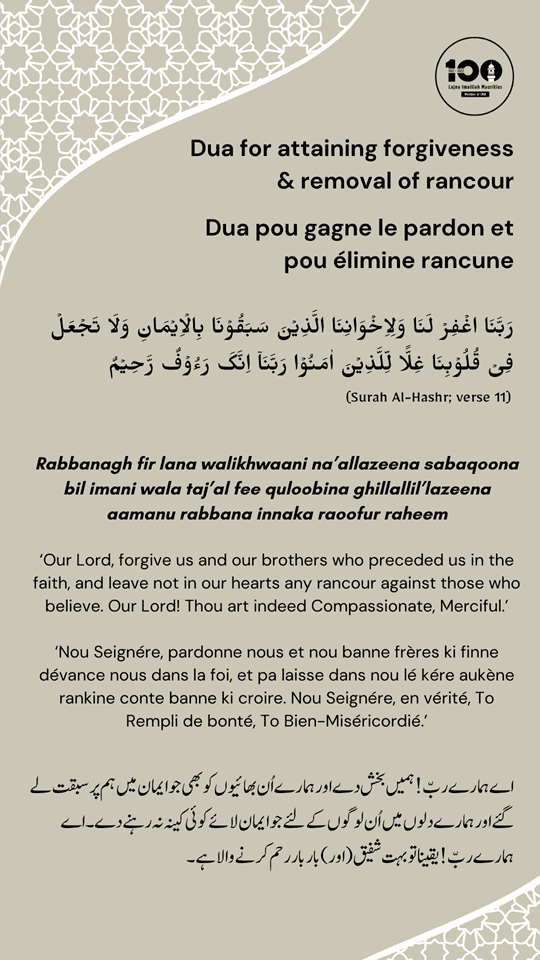 100
Lajna Imaillah Mauritius
Dua for attaining forgiveness
& removal of rancour
Dua pou gagne le pardon et
pou élimine rancune
رَبَّنَا اغۡفِرۡ لَنَا وَلِاِخۡوَانِنَا الَّذِیۡنَ سَبَقُوۡنَا بِالۡاِیۡمَانِ وَلَا تَجۡعَلۡ
فِیۡ قُلُوۡبِنَا غِلًّا لِّلَّذِیۡنَ اٰمَنُوۡا رَبَّنَاۤ اِنَّکَ رَءُوۡفٌ رَّحِیۡمٌ
(Surah Al-Hashr; verse 11)
Rabbanagh fir lana walikhwaani na’allazeena sabaqoona
bil imani wala taj’al fee quloobina ghillallil’lazeena
aamanu rabbana innaka raoofur raheem
‘Our Lord, forgive us and our brothers who preceded us in the
faith, and leave not in our hearts any rancour against those who
believe. Our Lord! Thou art indeed Compassionate, Merciful.’
‘Nou Seignére, pardonne nous et nou banne frères ki finne
dévance nous dans la foi, et pa laisse dans nou lé kére aukène
rankine conte banne ki croire. Nou Seignére, en vérité, To
Rempli de bonté, To Bien-Miséricordié.’
اے ہمارے ربّ! ہمیں بخش دے اور ہمارے اُن بھائیوں کو بھی جو ایمان میں ہم پر سبقت لے
گئے اور ہمارے دلوں میں اُن لوگوں کے لئے جو ایمان لائے کوئی کینہ نہ رہنے دے۔ اے
ہمارے ربّ! یقیناً تو بہت شفیق (اور) بار بار رحم کرنے والا ہے۔